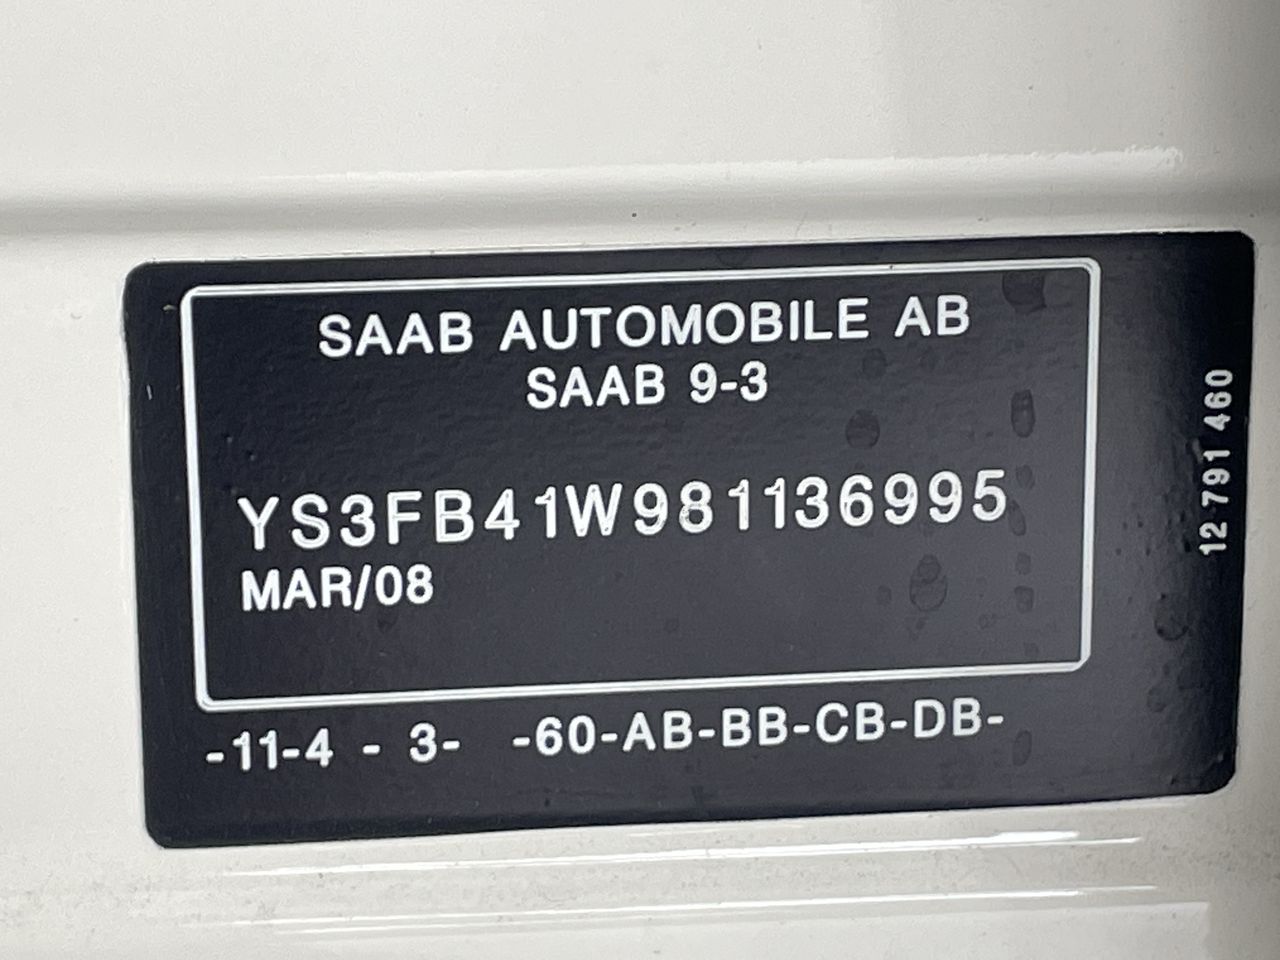 SAAB AUTOMOBILE AB
SAAB 9-3
YS3FB41W981136995
MAR/08
-11-4 - 3- -60-AB-BB-CB-DB-
12 791 460